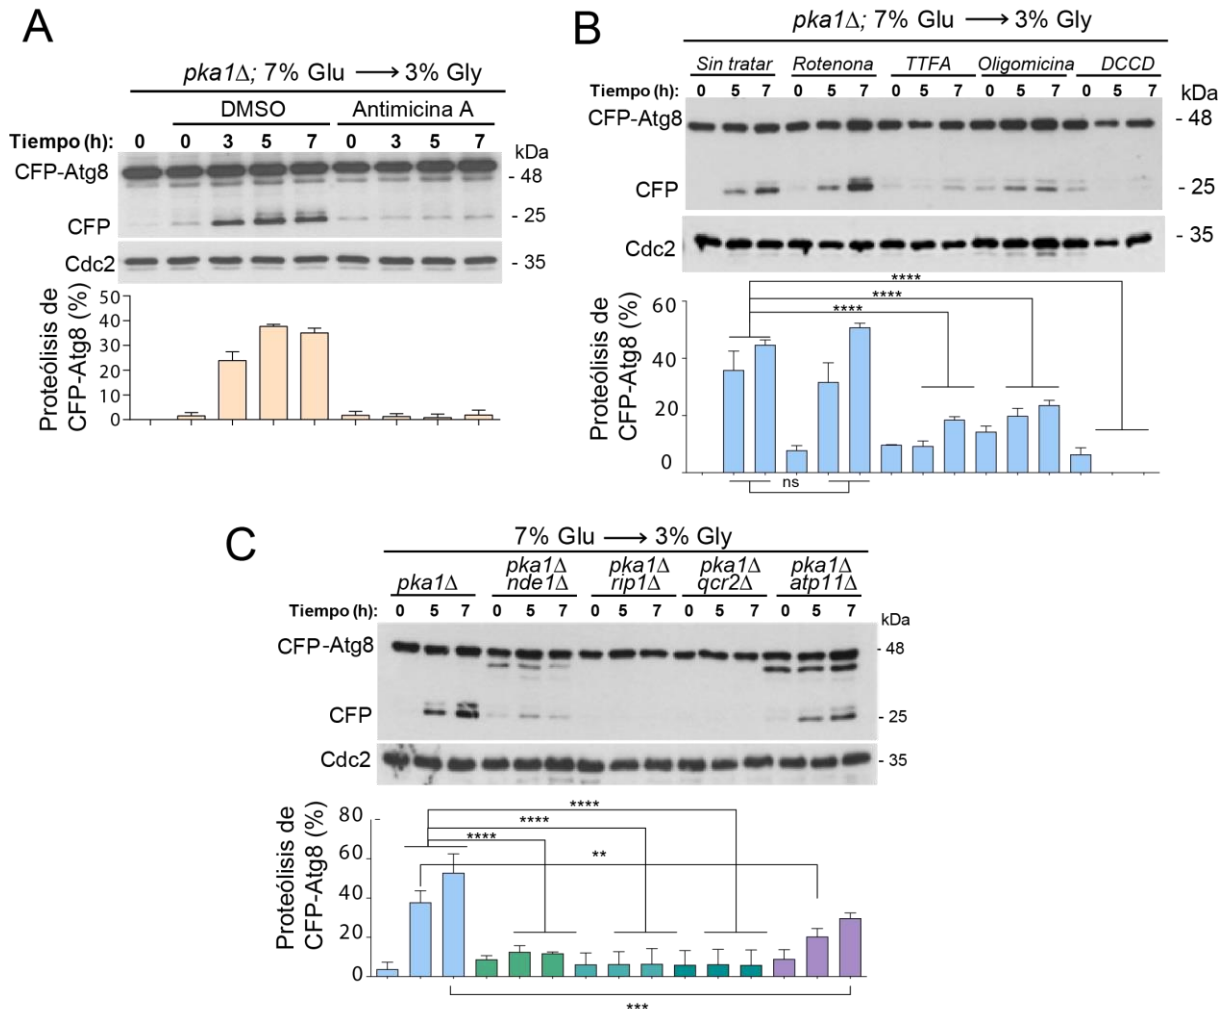 A
pka1Δ; 7% Glu ⟶ 3% Gly
DMSO Antimicina A
Tiempo (h): 0 0 3 5 7 0 3 5 7
kDa
CFP-Atg8
- 48
- 25
CFP
Cdc2 - 35
Proteólisis de
CFP-Atg8 (%)
50
40
30
20
10
0
B
pka1Δ; 7% Glu ⟶ 3% Gly
Sin tratar Rotenona TTFA Oligomicina DCCD
Tiempo (h): 0 5 7 0 5 7 0 5 7 0 5 7 0 5 7 kDa
CFP-Atg8 - 48
CFP - 25
- 35
Cdc2
****
****
****
Proteólisis de
CFP-Atg8 (%)
60
40
20
0
ns
C
7% Glu ⟶ 3% Gly
pka1Δ
pka1Δ nde1Δ
pka1Δ rip1Δ
pka1Δ qcr2Δ
pka1Δ atp11Δ
Tiempo (h): 0 5 7 0 5 7 0 5 7 0 5 7 0 5 7
kDa
CFP-Atg8 - 48
CFP - 25
Cdc2 - 35
Proteólisis de
CFP-Atg8 (%)
80
60
40
20
0
****
****
****
**
***